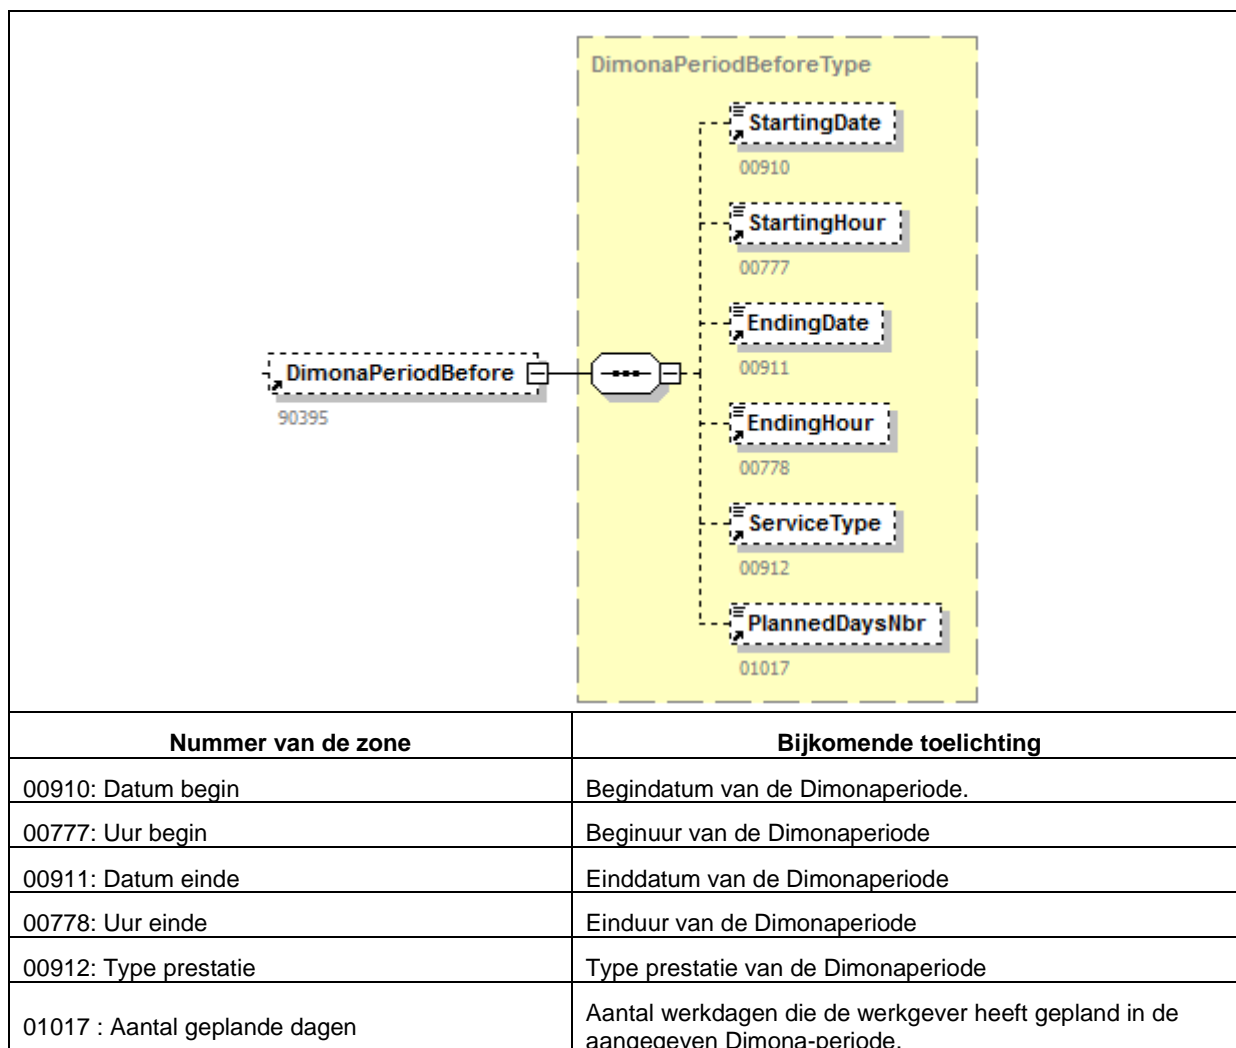 DimonaPeriodBeforeType
StartingDate
00910
StartingHour
00777
EndingDate
00911
DimonaPeriodBefore
90395
EndingHour
00778
ServiceType
00912
PlannedDaysNbr
01017
Nummer van de zone
Bijkomende toelichting
00910: Datum begin
Begindatum van de Dimonaperiode.
00777: Uur begin
Beginuur van de Dimonaperiode
00911: Datum einde
Einddatum van de Dimonaperiode
00778: Uur einde
Einduur van de Dimonaperiode
00912: Type prestatie
Type prestatie van de Dimonaperiode
01017 : Aantal geplande dagen
Aantal werkdagen die de werkgever heeft gepland in de
aangegeven Dimona-periode.